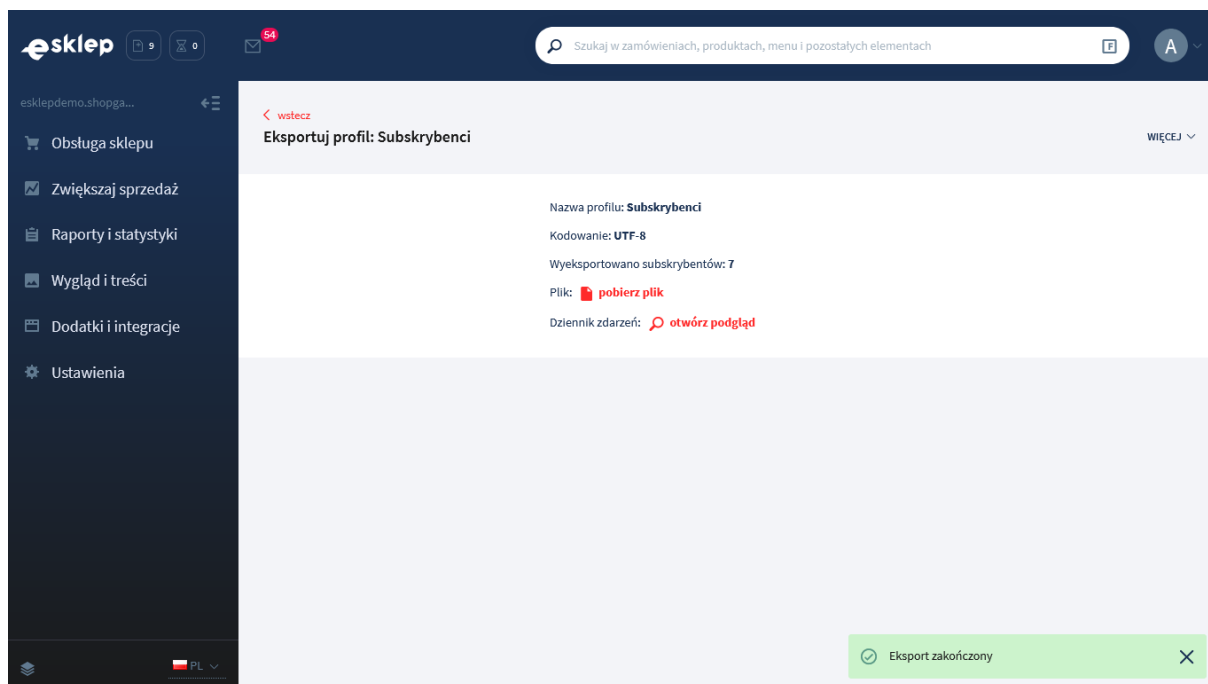 esklep 9 0 54 Szukaj w zamówieniach, produktach, menu i pozostałych elementach F A
esklepdemo.shopga...
Obsługa sklepu
Zwiększaj sprzedaż
Raporty i statystyki
Wygląd i treści
Dodatki i integracje
Ustawienia
PL
wstecz
Eksportuj profil: Subskrybenci
WIĘCEJ
Nazwa profilu: Subskrybenci
Kodowanie: UTF-8
Wyeksportowano subskrybentów: 7
Plik: pobierz plik
Dziennik zdarzeń: otwórz podgląd
Eksport zakończony